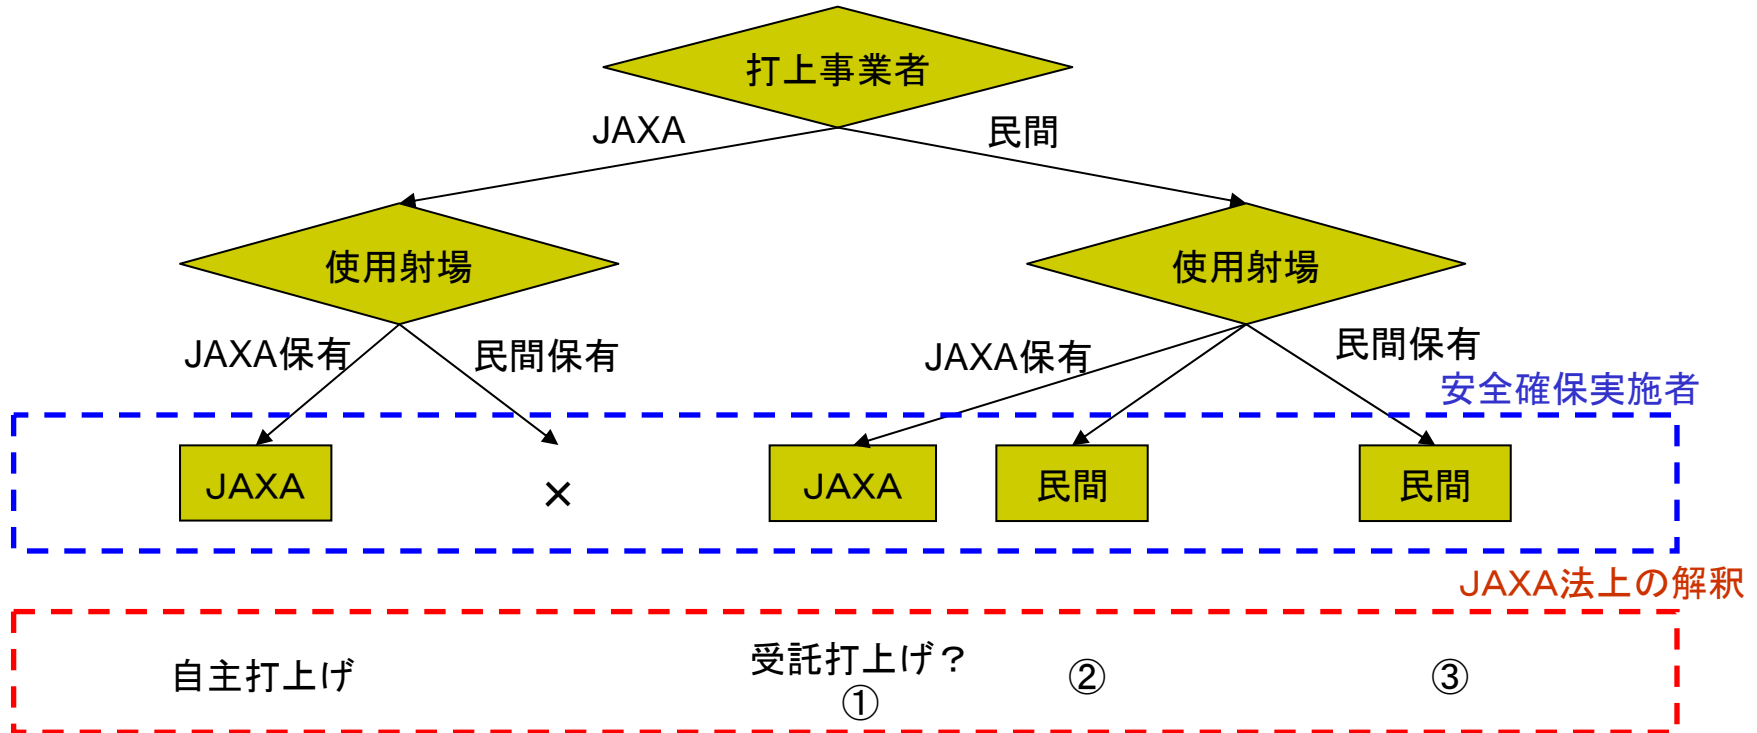 打上事業者
JAXA
民間
使用射場
使用射場
JAXA保有
民間保有
JAXA保有
民間保有
安全確保実施者
JAXA
×
JAXA
民間
民間
JAXA法上の解釈
自主打上げ
受託打上げ?
①
②
③